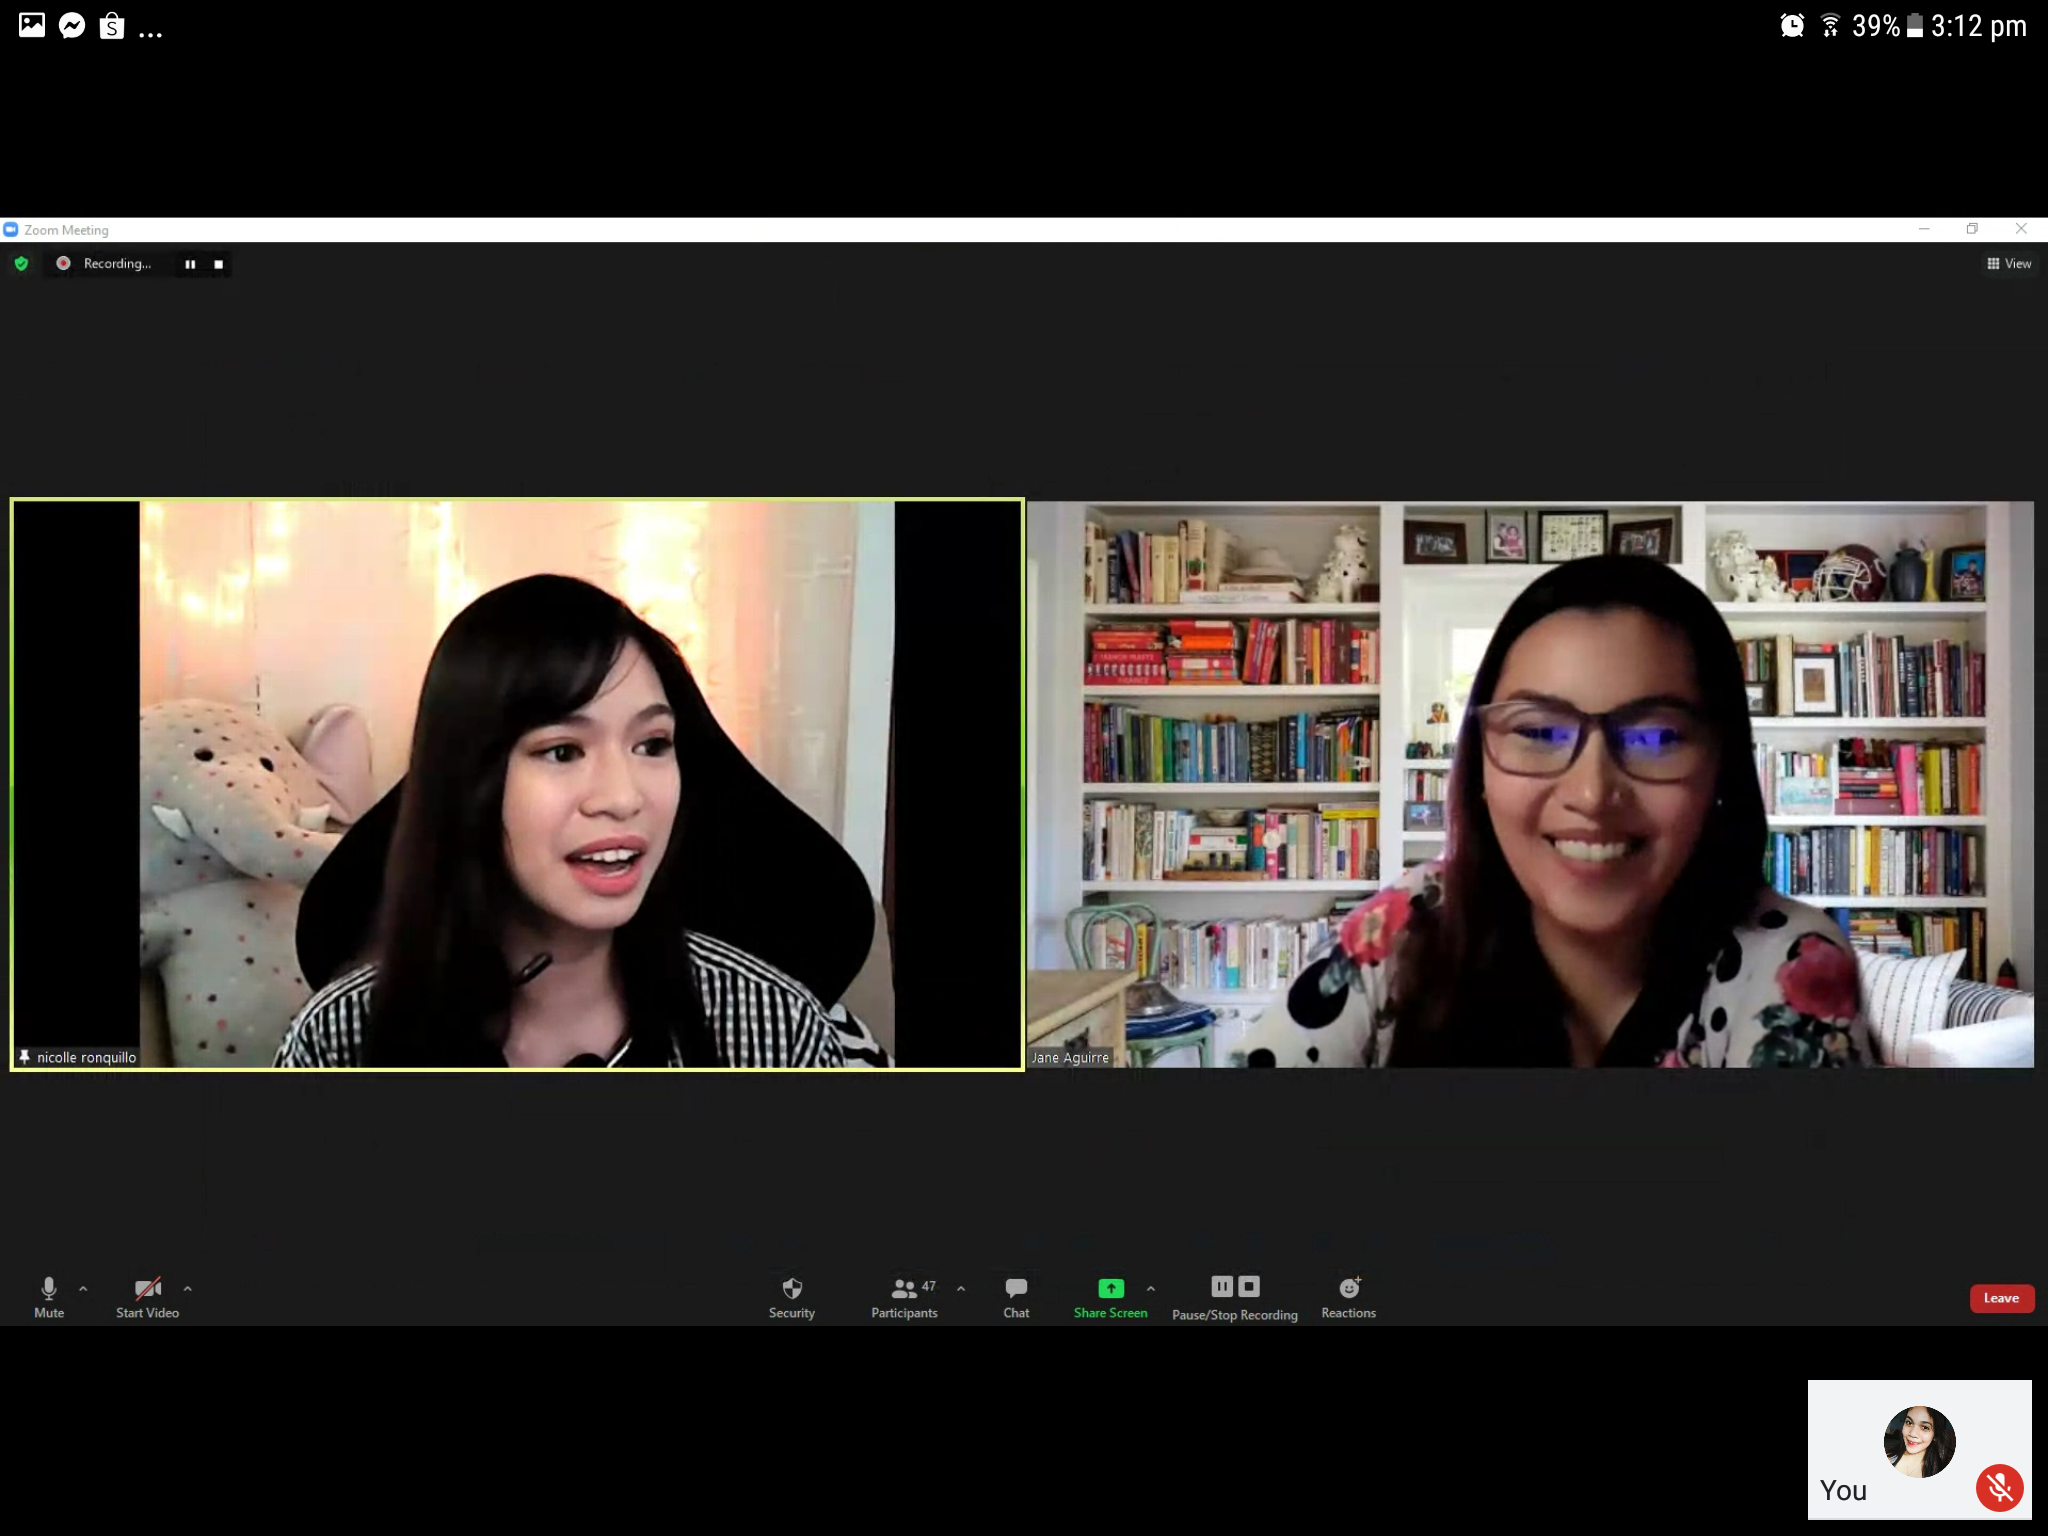 ... 39% 3:12 pm
Zoom Meeting
Recording...
View
nicolle ronquillo
Jane Aguirre
Mute
Start Video
Security
47
Participants
Chat
Share Screen
Pause/Stop Recording
Reactions
Leave
You